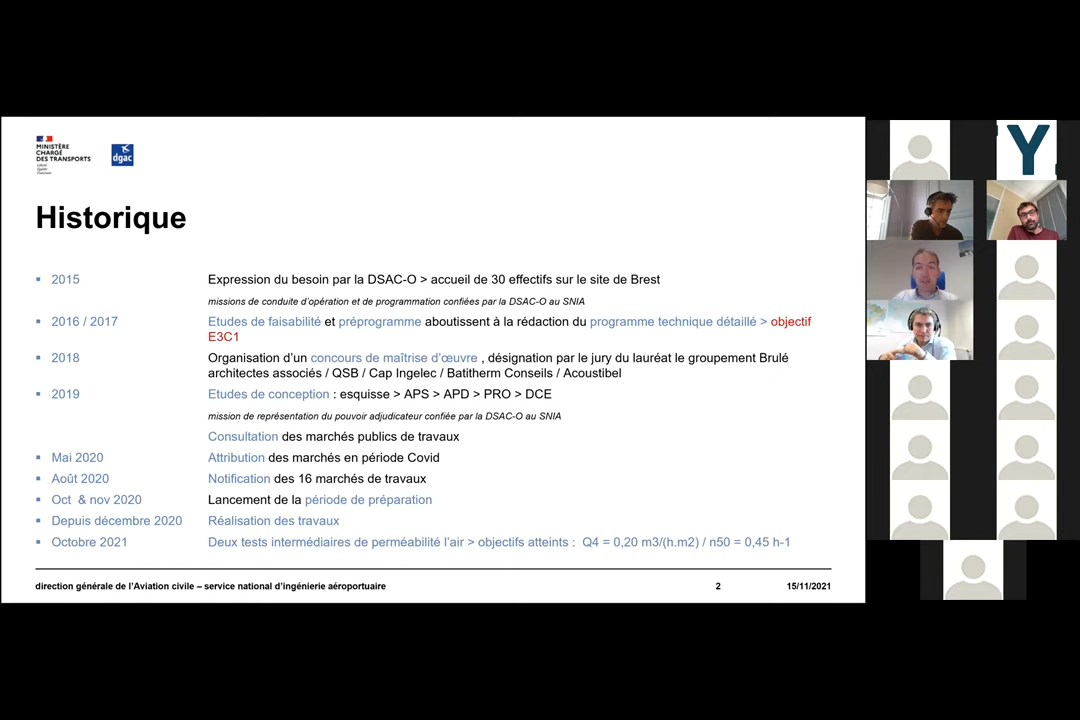 MINISTÈRE
CHARGÉ
DES TRANSPORTS
Liberté
Égalité
Fraternité
dgac
Historique
▪ 2015 Expression du besoin par la DSAC-O > accueil de 30 effectifs sur le site de Brest
missions de conduite d'opération et de programmation confiées par la DSAC-O au SNIA
▪ 2016 / 2017 Etudes de faisabilité et préprogramme aboutissent à la rédaction du programme technique détaillé > objectif
E3C1
▪ 2018 Organisation d'un concours de maîtrise d'œuvre , désignation par le jury du lauréat le groupement Brulé
architectes associés / QSB / Cap Ingelec / Batitherm Conseils / Acoustibel
▪ 2019 Etudes de conception : esquisse > APS > APD > PRO > DCE
mission de représentation du pouvoir adjudicateur confiée par la DSAC-O au SNIA
Consultation des marchés publics de travaux
▪ Mai 2020 Attribution des marchés en période Covid
▪ Août 2020 Notification des 16 marchés de travaux
▪ Oct & nov 2020 Lancement de la période de préparation
▪ Depuis décembre 2020 Réalisation des travaux
▪ Octobre 2021 Deux tests intermédiaires de perméabilité l'air > objectifs atteints : Q4 = 0,20 m3/(h.m2) / n50 = 0,45 h-1
direction générale de l'Aviation civile – service national d'ingénierie aéroportuaire 2 15/11/2021
Y